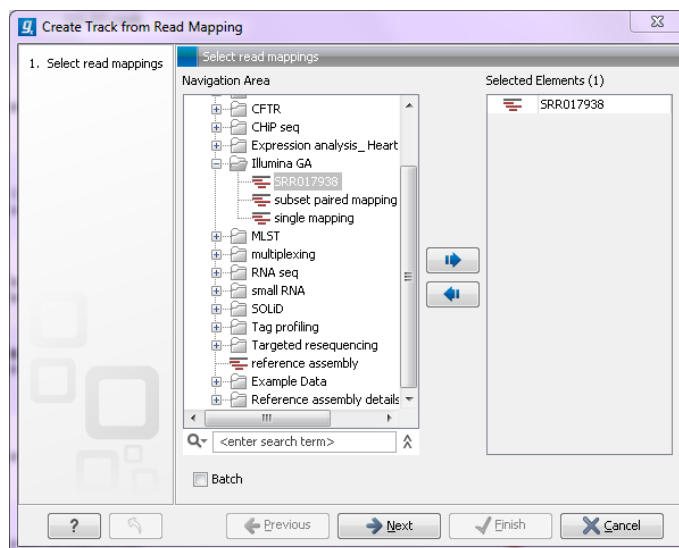 Create Track from Read Mapping
1. Select read mappings
Select read mappings
Navigation Area
CFTR
CHiP seq
Expression analysis_ Heart
Illumina GA
SRR017938
subset paired mapping
single mapping
MLST
multiplexing
RNA seq
small RNA
SOLiD
Tag profiling
Targeted resequencing
reference assembly
Example Data
Reference assembly details
<enter search term>
Batch
Selected Elements (1)
SRR017938
?
Previous
Next
Finish
Cancel